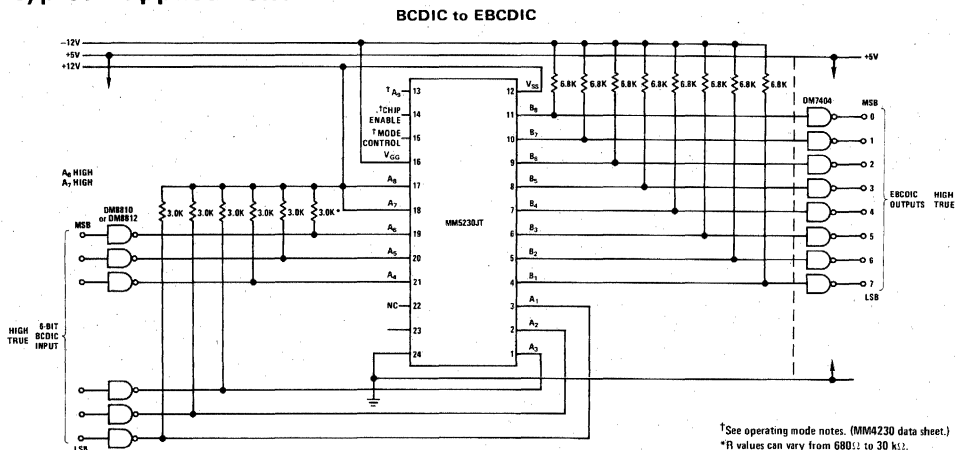 BCDIC to EBCDIC
−12V
+5V
+12V
+5V
†A9
13
†CHIP ENABLE
14
†MODE CONTROL
15
VGG
16
A8
17
A7
18
A6
19
A5
20
A4
21
NC
22
23
24
MM5230JT
VSS
12
B8
11
B7
10
B6
9
B5
8
B4
7
B3
6
B2
5
B1
4
A1
3
A2
2
A3
1
6.8K
6.8K
6.8K
6.8K
6.8K
6.8K
6.8K
6.8K
DM7404
MSB
0
1
2
3
4
5
6
7
LSB
EBCDIC OUTPUTS
HIGH TRUE
A8 HIGH
A7 HIGH
DM8810
or DM8812
MSB
3.0K
3.0K
3.0K
3.0K
3.0K
3.0K*
HIGH TRUE
6-BIT BCDIC INPUT
LSB
†See operating mode notes. (MM4230 data sheet.)
*R values can vary from 680Ω to 30 kΩ.